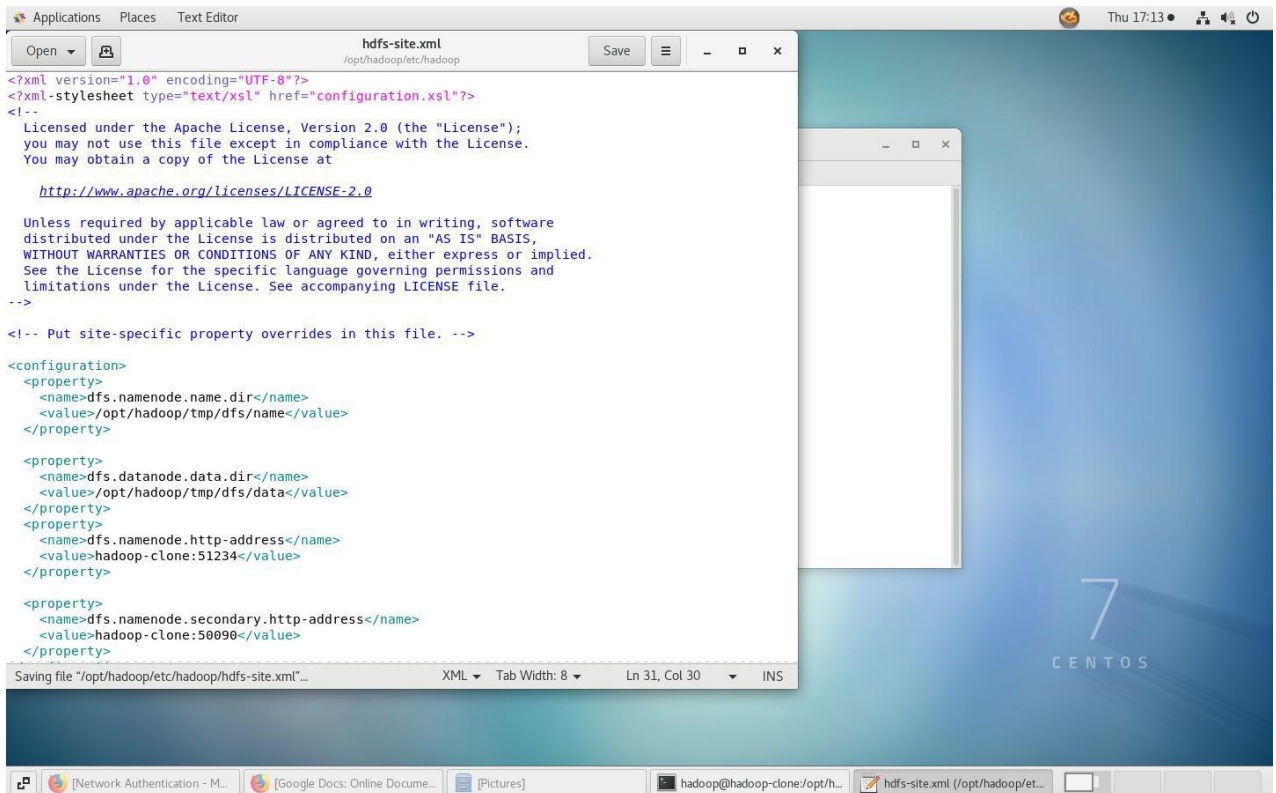 Applications Places Text Editor Thu 17:13
Open hdfs-site.xml Save
/opt/hadoop/etc/hadoop
<?xml version="1.0" encoding="UTF-8"?>
<?xml-stylesheet type="text/xsl" href="configuration.xsl"?>
<!--
Licensed under the Apache License, Version 2.0 (the "License");
you may not use this file except in compliance with the License.
You may obtain a copy of the License at
http://www.apache.org/licenses/LICENSE-2.0
Unless required by applicable law or agreed to in writing, software
distributed under the License is distributed on an "AS IS" BASIS,
WITHOUT WARRANTIES OR CONDITIONS OF ANY KIND, either express or implied.
See the License for the specific language governing permissions and
limitations under the License. See accompanying LICENSE file.
-->
<!-- Put site-specific property overrides in this file. -->
<configuration>
<property>
<name>dfs.namenode.name.dir</name>
<value>/opt/hadoop/tmp/dfs/name</value>
</property>
<property>
<name>dfs.datanode.data.dir</name>
<value>/opt/hadoop/tmp/dfs/data</value>
</property>
<property>
<name>dfs.namenode.http-address</name>
<value>hadoop-clone:51234</value>
</property>
<property>
<name>dfs.namenode.secondary.http-address</name>
<value>hadoop-clone:50090</value>
</property>
Saving file "/opt/hadoop/etc/hadoop/hdfs-site.xml"... XML Tab Width: 8 Ln 31, Col 30 INS
7
CENTOS
[Network Authentication - M... [Google Docs: Online Docume... [Pictures] hadoop@hadoop-clone:/opt/h... hdfs-site.xml (/opt/hadoop/et...